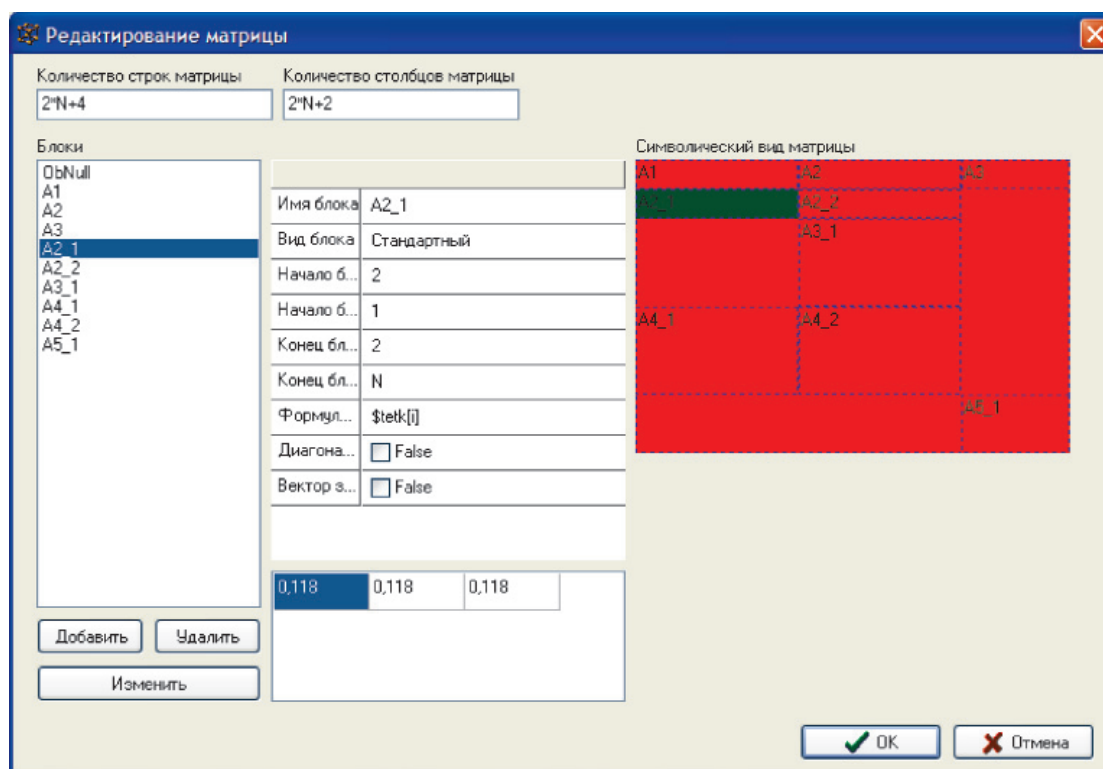 Редактирование матрицы
Количество строк матрицы
Количество столбцов матрицы
2*N+4
2*N+2
Блоки
ObNull
A1
A2
A3
A2_1
A2_2
A3_1
A4_1
A4_2
A5_1
Имя блока A2_1
Вид блока Стандартный
Начало б... 2
Начало б... 1
Конец бл... 2
Конец бл... N
Формул... $tetk[i]
Диагона... False
Вектор з... False
0,118 0,118 0,118
Символический вид матрицы
A1 A2 A3
A2_1 A2_2
A3_1
A4_1 A4_2
A5_1
Добавить
Удалить
Изменить
OK
Отмена